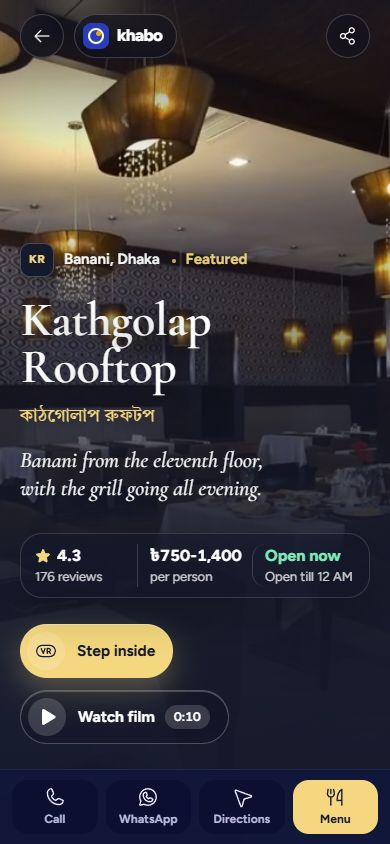 khabo
KR Banani, Dhaka • Featured
Kathgolap
Rooftop
কাঠগোলাপ রুফটপ
Banani from the eleventh floor,
with the grill going all evening.
4.3 ৳750-1,400 Open now
176 reviews per person Open till 12 AM
VR Step inside
Watch film 0:10
Call WhatsApp Directions Menu